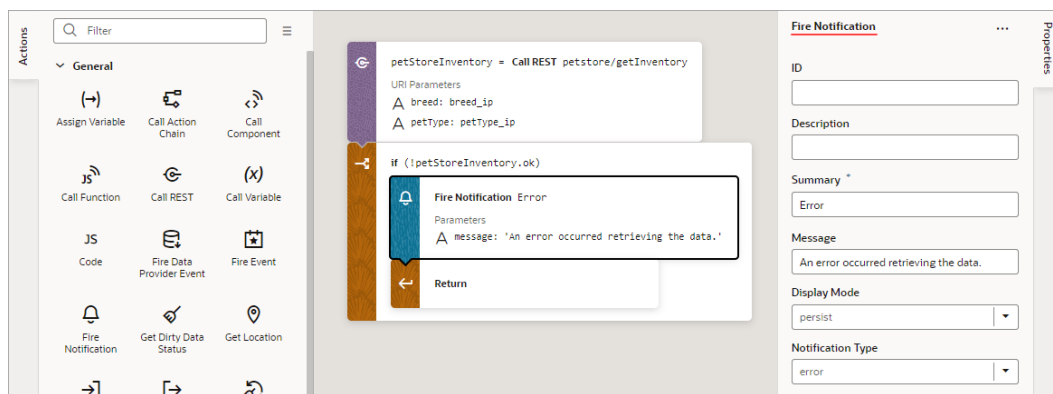 Actions
Filter
General
Assign Variable
Call Action
Chain
Call
Component
JS
Call Function
Call REST
(x)
Call Variable
JS
Code
Fire Data
Provider Event
Fire Event
Fire
Notification
Get Dirty Data
Status
Get Location
petStoreInventory = Call REST petstore/getInventory
URI Parameters
A breed: breed_ip
A petType: petType_ip
if (!petStoreInventory.ok)
Fire Notification Error
Parameters
A message: 'An error occurred retrieving the data.'
Return
Fire Notification
...
ID
Description
Summary *
Error
Message
An error occurred retrieving the data.
Display Mode
persist
Notification Type
error
Properties